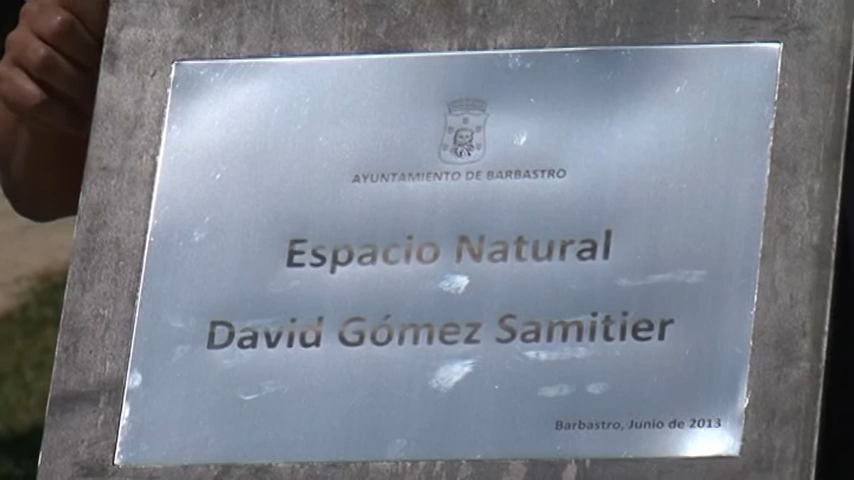 AYUNTAMIENTO DE BARBASTRO
Espacio Natural
David Gómez Samitier
Barbastro, Junio de 2013